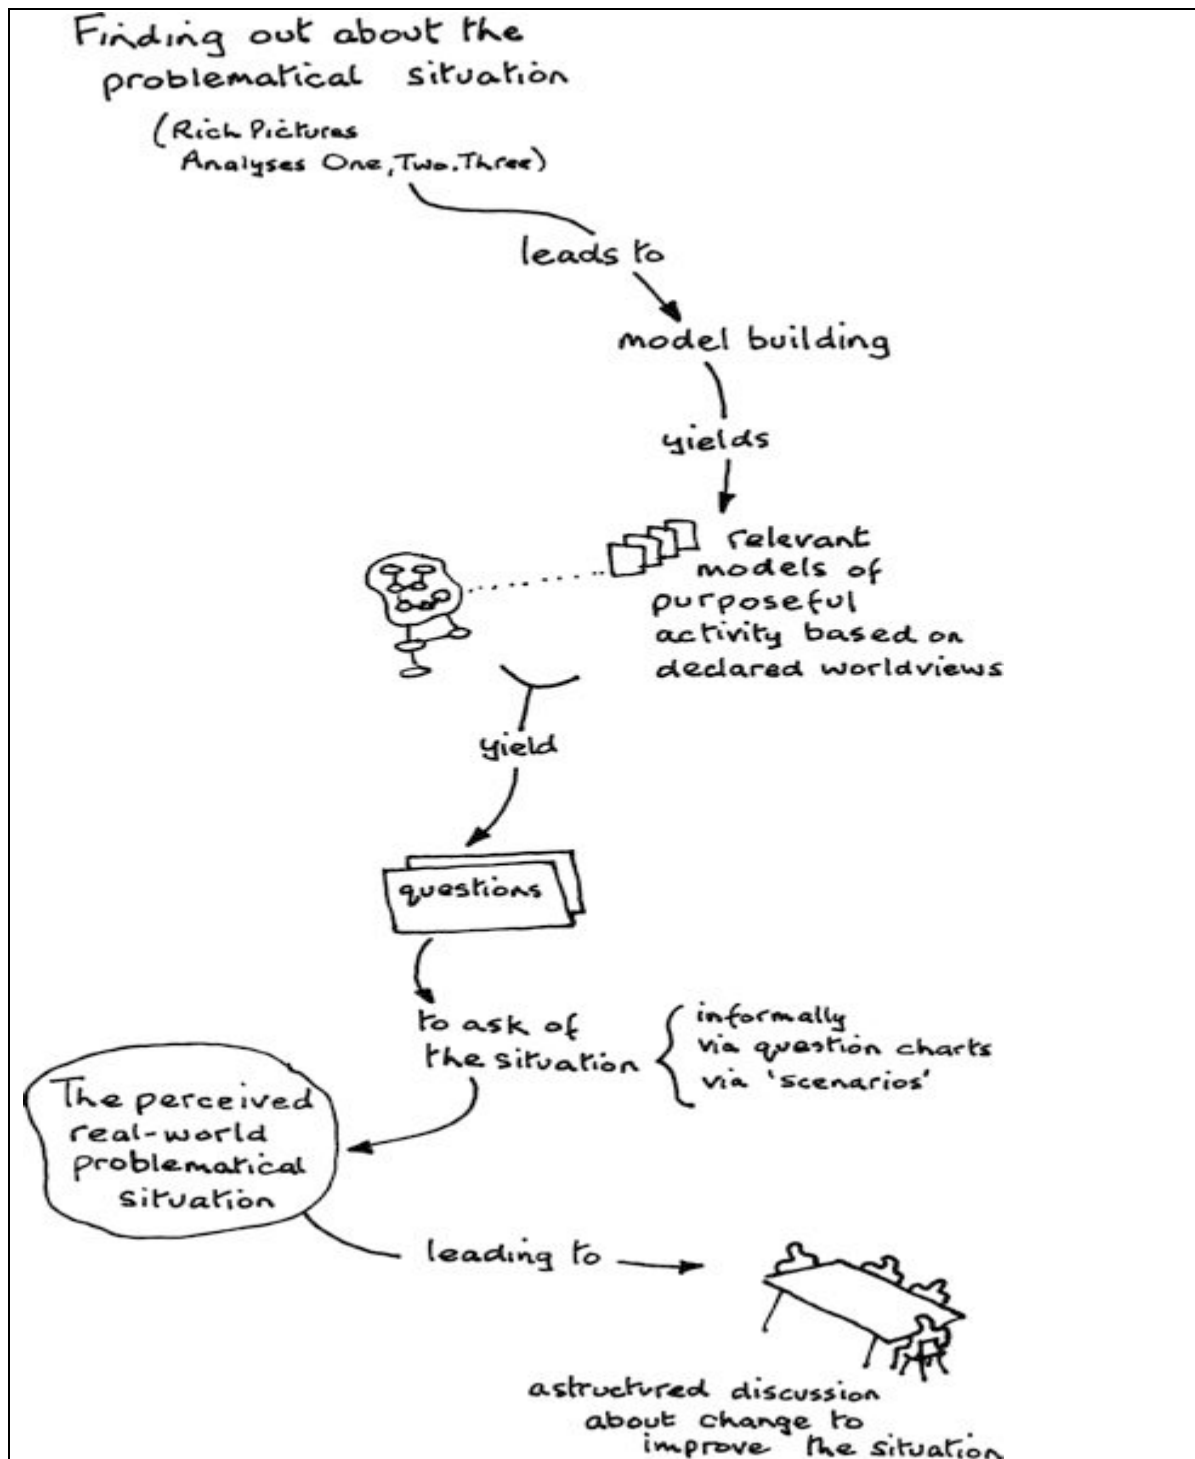 Finding out about the
problematical situation
(Rich Pictures
Analyses One, Two. Three)
leads to
model building
yields
relevant
models of
purposeful
activity based on
declared worldviews
yield
questions
to ask of
the situation
informally
via question charts
via 'scenarios'
The perceived
real-world
problematical
situation
leading to
astructured discussion
about change to
improve the situation